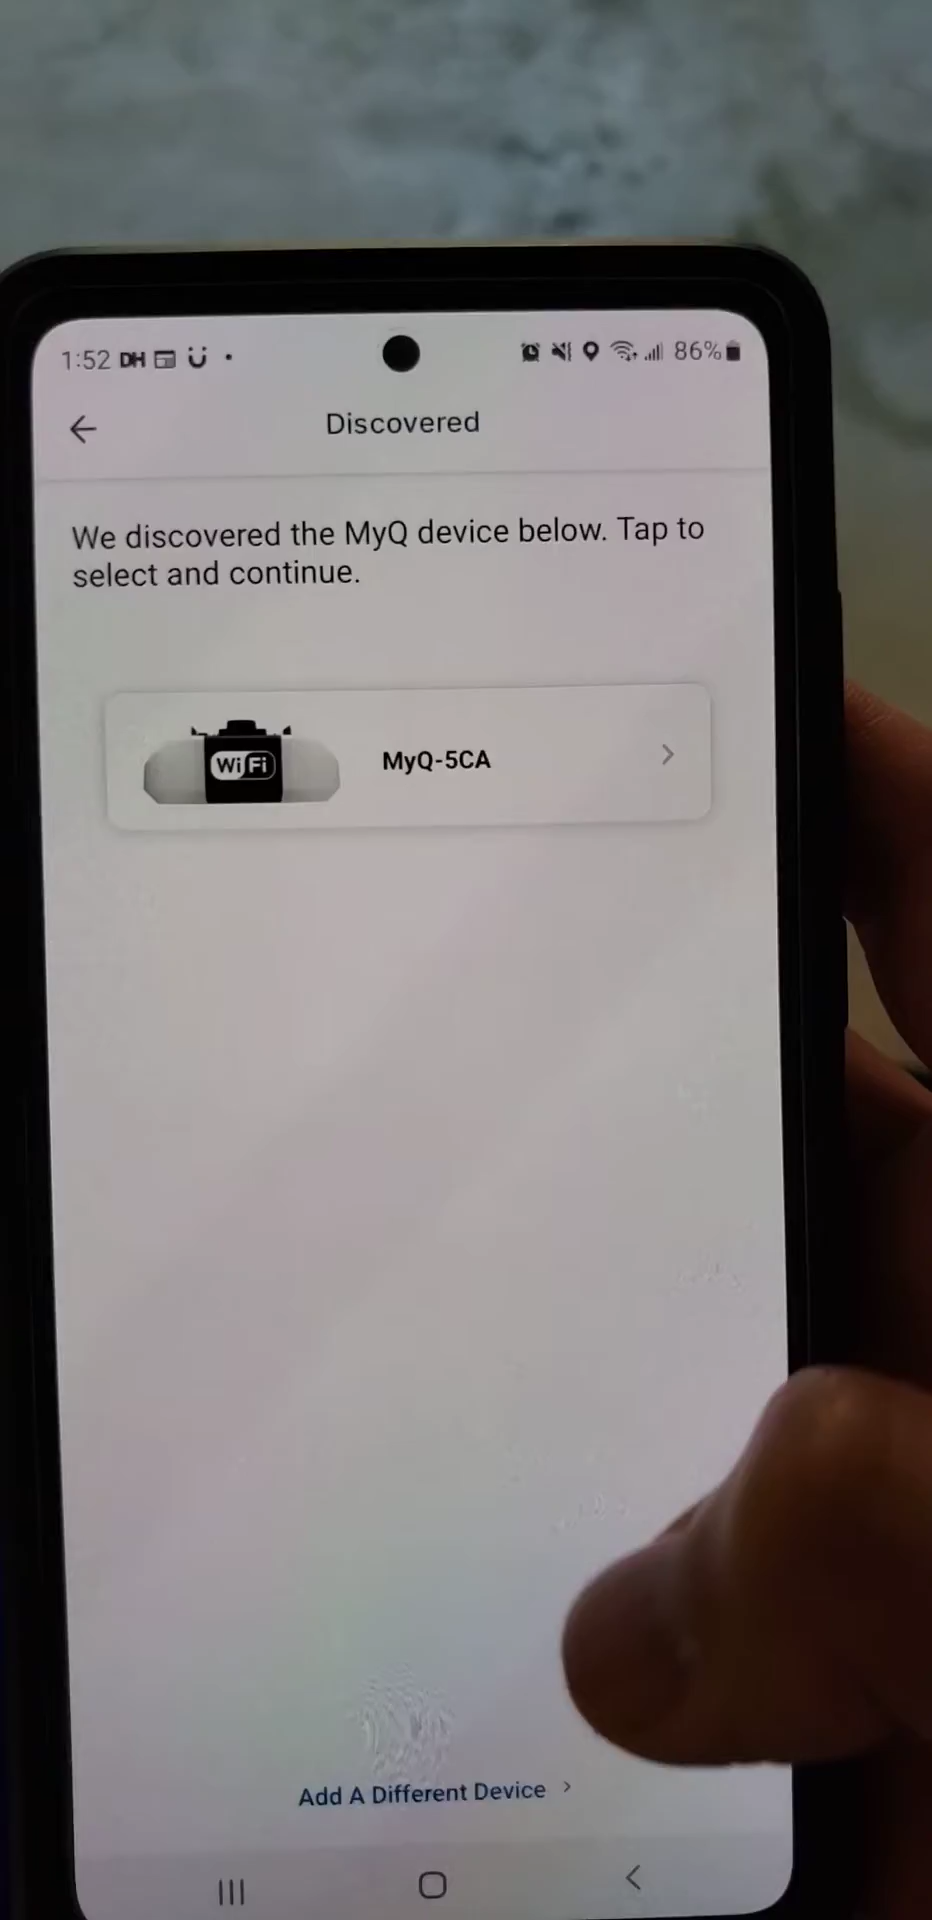 1:52 DH 86%
Discovered
We discovered the MyQ device below. Tap to
select and continue.
WiFi
MyQ-5CA
Add A Different Device